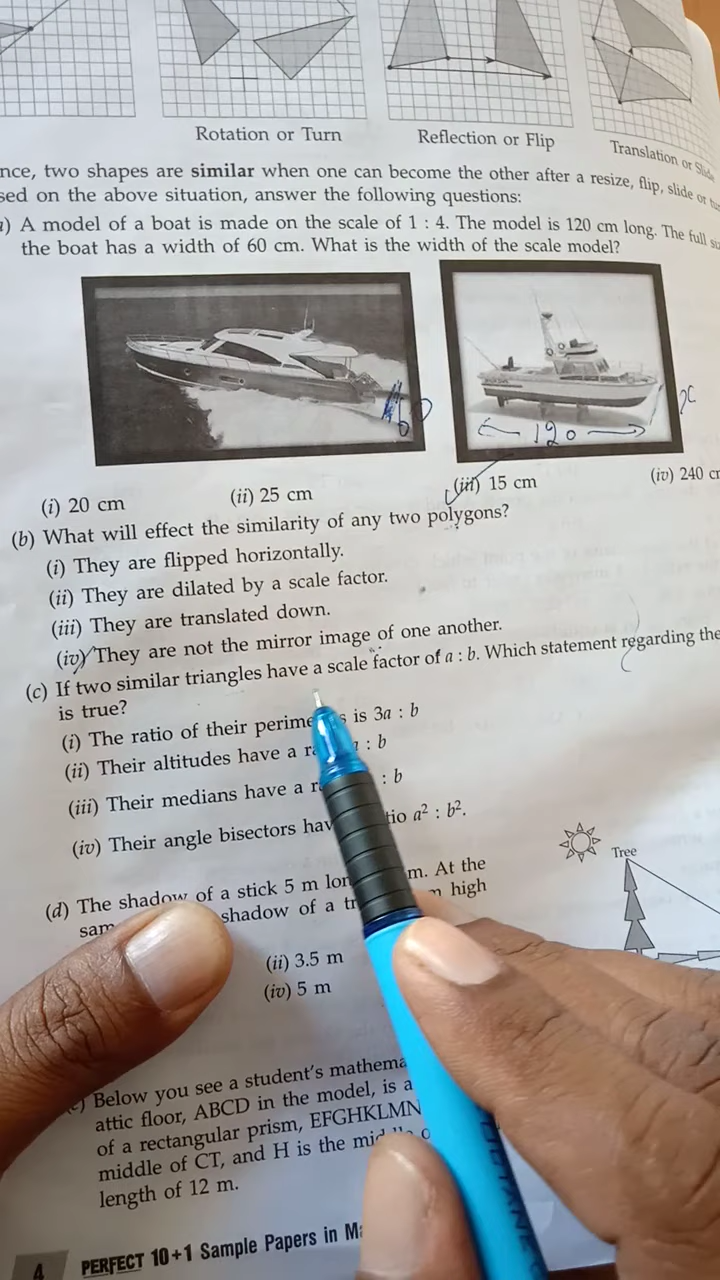 Rotation or Turn
Reflection or Flip
Translation or Slide
nce, two shapes are similar when one can become the other after a resize, flip, slide or
sed on the above situation, answer the following questions:
) A model of a boat is made on the scale of 1 : 4. The model is 120 cm long. The full
the boat has a width of 60 cm. What is the width of the scale model?
60
120
(i) 20 cm
(ii) 25 cm
(iii) 15 cm
(iv) 240
(b) What will effect the similarity of any two polygons?
(i) They are flipped horizontally.
(ii) They are dilated by a scale factor.
(iii) They are translated down.
(iv) They are not the mirror image of one another.
(c) If two similar triangles have a scale factor of a : b. Which statement regarding the
is true?
(i) The ratio of their perime s is 3a : b
(ii) Their altitudes have a : b
(iii) Their medians have a : b
(iv) Their angle bisectors hav tio a² : b².
Tree
(d) The shadow of a stick 5 m lon m. At the
sam shadow of a high
(ii) 3.5 m
(iv) 5 m
Below you see a student's mathema
attic floor, ABCD in the model, is a
of a rectangular prism, EFGHKLMN
middle of CT, and H is the
length of 12 m.
4 PERFECT 10+1 Sample Papers in Ma